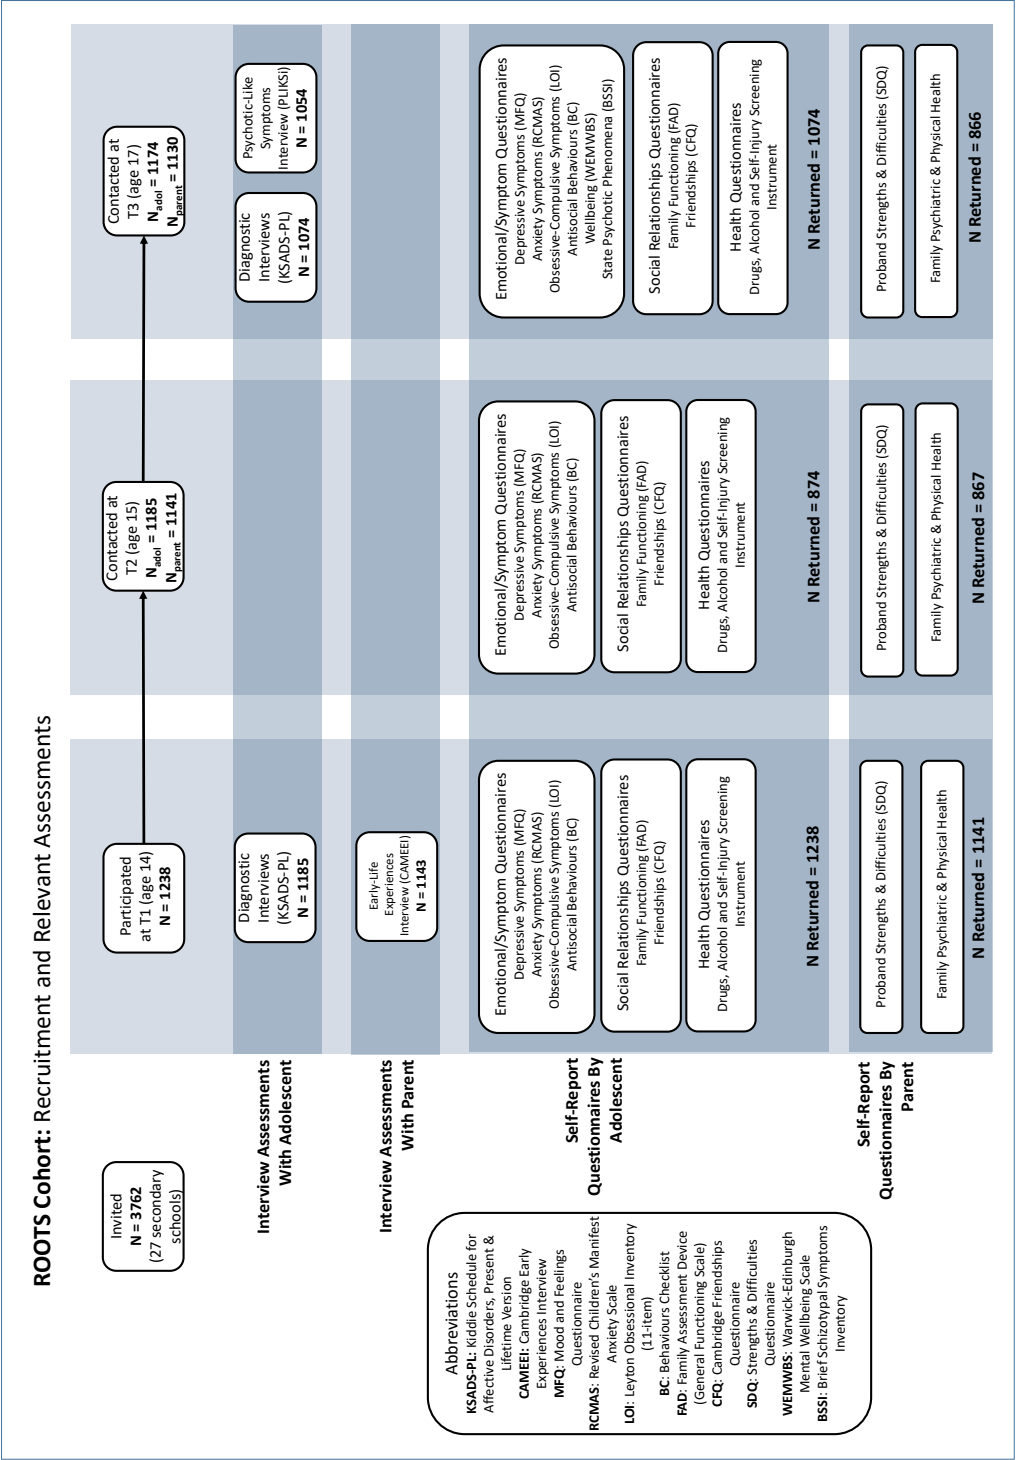 ROOTS Cohort: Recruitment and Relevant Assessments
Invited
N = 3762
(27 secondary
schools)
Participated
at T1 (age 14)
N = 1238
Contacted at
T2 (age 15)
Nadol = 1185
Nparent = 1141
Contacted at
T3 (age 17)
Nadol = 1174
Nparent = 1130
Interview Assessments
With Adolescent
Diagnostic
Interviews
(KSADS-PL)
N = 1185
Diagnostic
Interviews
(KSADS-PL)
N = 1074
Psychotic-Like
Symptoms
Interview (PLIKSi)
N = 1054
Interview Assessments
With Parent
Early-Life
Experiences
Interview (CAMEEI)
N = 1143
Self-Report
Questionnaires By
Adolescent
Emotional/Symptom Questionnaires
Depressive Symptoms (MFQ)
Anxiety Symptoms (RCMAS)
Obsessive-Compulsive Symptoms (LOI)
Antisocial Behaviours (BC)
Social Relationships Questionnaires
Family Functioning (FAD)
Friendships (CFQ)
Health Questionnaires
Drugs, Alcohol and Self-Injury Screening
Instrument
N Returned = 1238
Emotional/Symptom Questionnaires
Depressive Symptoms (MFQ)
Anxiety Symptoms (RCMAS)
Obsessive-Compulsive Symptoms (LOI)
Antisocial Behaviours (BC)
Social Relationships Questionnaires
Family Functioning (FAD)
Friendships (CFQ)
Health Questionnaires
Drugs, Alcohol and Self-Injury Screening
Instrument
N Returned = 874
Emotional/Symptom Questionnaires
Depressive Symptoms (MFQ)
Anxiety Symptoms (RCMAS)
Obsessive-Compulsive Symptoms (LOI)
Antisocial Behaviours (BC)
Wellbeing (WEMWBS)
State Psychotic Phenomena (BSSI)
Social Relationships Questionnaires
Family Functioning (FAD)
Friendships (CFQ)
Health Questionnaires
Drugs, Alcohol and Self-Injury Screening
Instrument
N Returned = 1074
Self-Report
Questionnaires By
Parent
Proband Strengths & Difficulties (SDQ)
Family Psychiatric & Physical Health
N Returned = 1141
Proband Strengths & Difficulties (SDQ)
Family Psychiatric & Physical Health
N Returned = 867
Proband Strengths & Difficulties (SDQ)
Family Psychiatric & Physical Health
N Returned = 866
Abbreviations
KSADS-PL: Kiddie Schedule for
Affective Disorders, Present &
Lifetime Version
CAMEEI: Cambridge Early
Experiences Interview
MFQ: Mood and Feelings
Questionnaire
RCMAS: Revised Children's Manifest
Anxiety Scale
LOI: Leyton Obsessional Inventory
(11-item)
BC: Behaviours Checklist
FAD: Family Assessment Device
(General Functioning Scale)
CFQ: Cambridge Friendships
Questionnaire
SDQ: Strengths & Difficulties
Questionnaire
WEMWBS: Warwick-Edinburgh
Mental Wellbeing Scale
BSSI: Brief Schizotypal Symptoms
Inventory